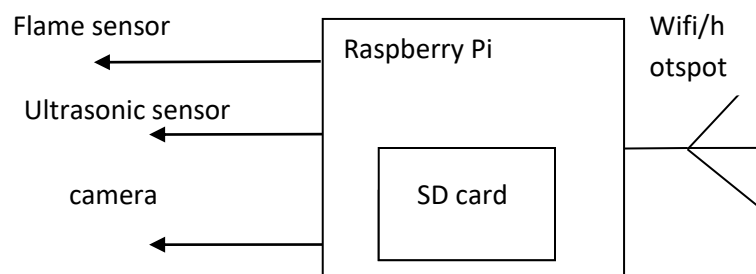 Flame sensor
Raspberry Pi
Wifi/h
otspot
Ultrasonic sensor
camera
SD card